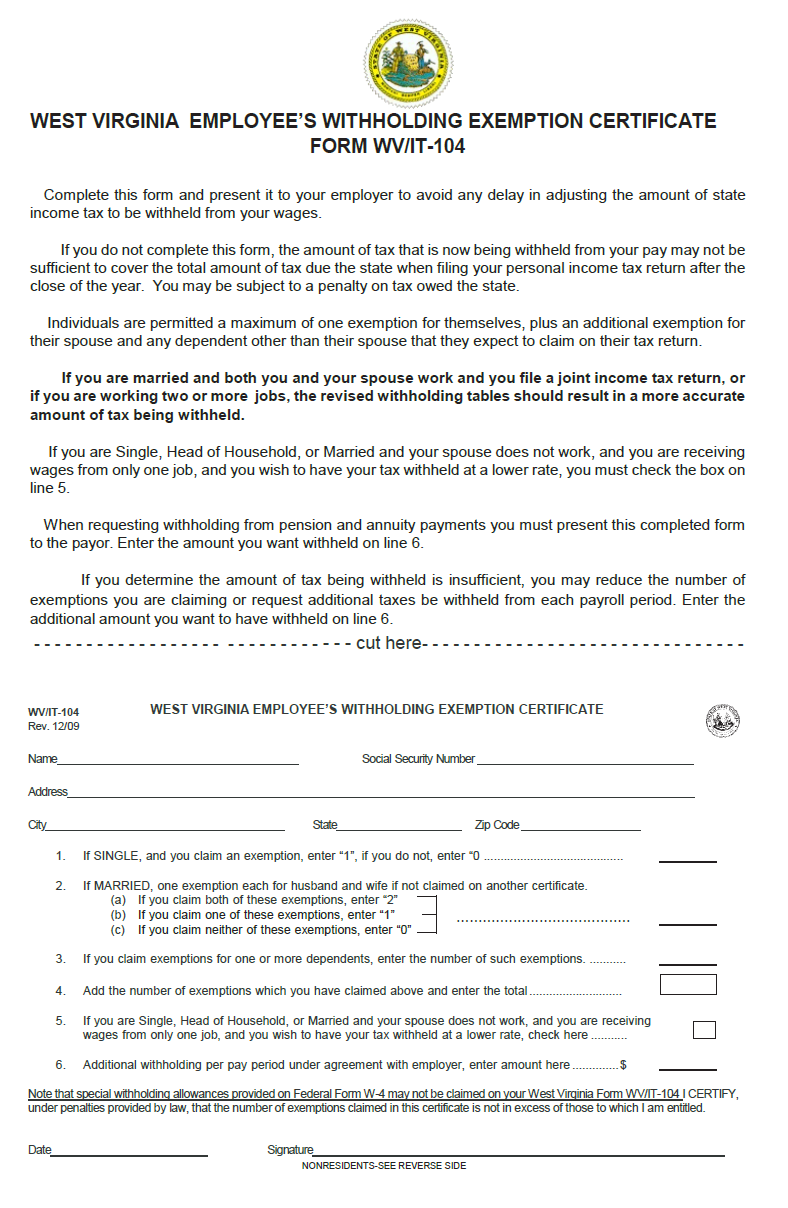 STATE OF WEST VIRGINIA
WEST VIRGINIA EMPLOYEE'S WITHHOLDING EXEMPTION CERTIFICATE
FORM WV/IT-104
Complete this form and present it to your employer to avoid any delay in adjusting the amount of state
income tax to be withheld from your wages.
If you do not complete this form, the amount of tax that is now being withheld from your pay may not be
sufficient to cover the total amount of tax due the state when filing your personal income tax return after the
close of the year. You may be subject to a penalty on tax owed the state.
Individuals are permitted a maximum of one exemption for themselves, plus an additional exemption for
their spouse and any dependent other than their spouse that they expect to claim on their tax return.
If you are married and both you and your spouse work and you file a joint income tax return, or
if you are working two or more jobs, the revised withholding tables should result in a more accurate
amount of tax being withheld.
If you are Single, Head of Household, or Married and your spouse does not work, and you are receiving
wages from only one job, and you wish to have your tax withheld at a lower rate, you must check the box on
line 5.
When requesting withholding from pension and annuity payments you must present this completed form
to the payor. Enter the amount you want withheld on line 6.
If you determine the amount of tax being withheld is insufficient, you may reduce the number of
exemptions you are claiming or request additional taxes be withheld from each payroll period. Enter the
additional amount you want to have withheld on line 6.
- - - - - - - - - - - - - - - - - - - - - - - - - - - - - cut here- - - - - - - - - - - - - - - - - - - - - - - - - - - - - - -
WV/IT-104 WEST VIRGINIA EMPLOYEE'S WITHHOLDING EXEMPTION CERTIFICATE
Rev. 12/09
Name Social Security Number
Address
City State Zip Code
1. If SINGLE, and you claim an exemption, enter “1”, if you do not, enter “0 ..........................................
2. If MARRIED, one exemption each for husband and wife if not claimed on another certificate.
(a) If you claim both of these exemptions, enter “2”
(b) If you claim one of these exemptions, enter “1” ......................................
(c) If you claim neither of these exemptions, enter “0”
3. If you claim exemptions for one or more dependents, enter the number of such exemptions. ...........
4. Add the number of exemptions which you have claimed above and enter the total ............................
5. If you are Single, Head of Household, or Married and your spouse does not work, and you are receiving
wages from only one job, and you wish to have your tax withheld at a lower rate, check here ...........
6. Additional withholding per pay period under agreement with employer, enter amount here .............. $
Note that special withholding allowances provided on Federal Form W-4 may not be claimed on your West Virginia Form WV/IT-104 I CERTIFY,
under penalties provided by law, that the number of exemptions claimed in this certificate is not in excess of those to which I am entitled.
Date Signature
NONRESIDENTS-SEE REVERSE SIDE